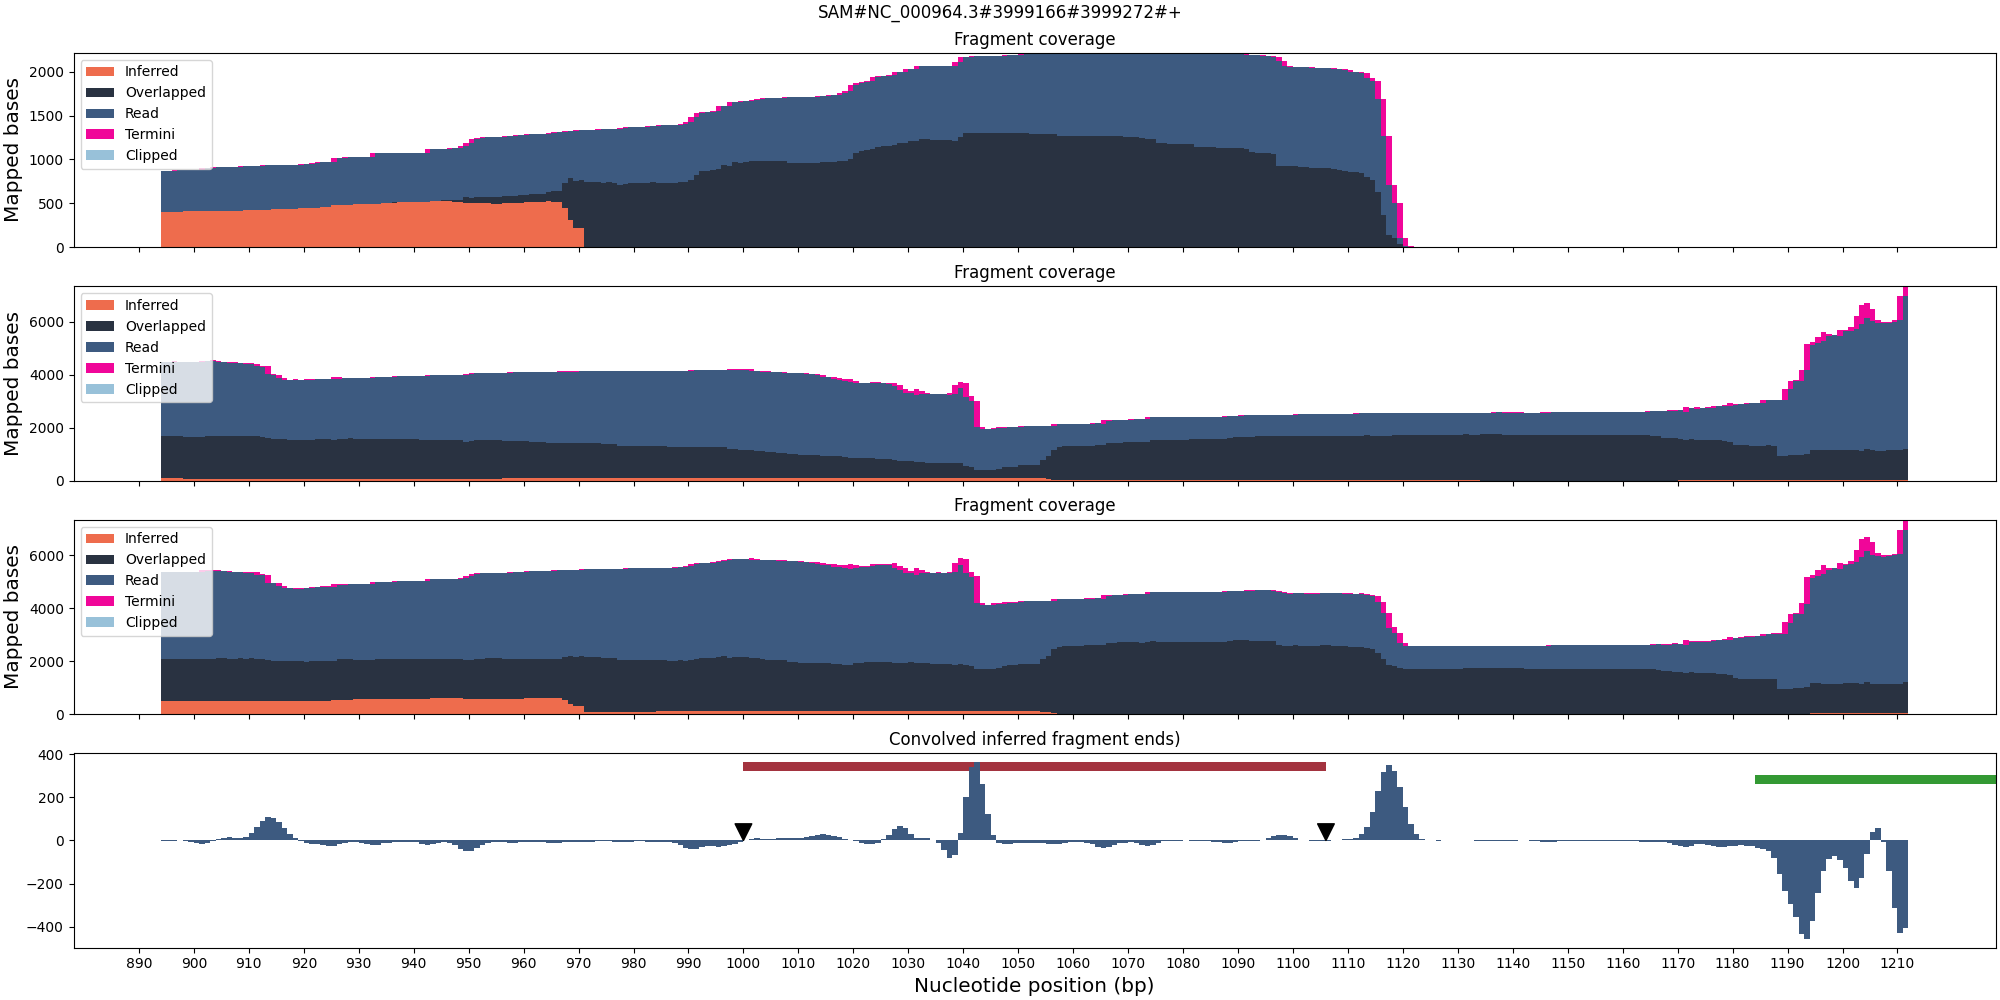 SAM#NC_000964.3#3999166#3999272#+
Fragment coverage
Mapped bases
2000
1500
1000
500
0
Inferred
Overlapped
Read
Termini
Clipped
Fragment coverage
Mapped bases
6000
4000
2000
0
Inferred
Overlapped
Read
Termini
Clipped
Fragment coverage
Mapped bases
6000
4000
2000
0
Inferred
Overlapped
Read
Termini
Clipped
Convolved inferred fragment ends)
400
200
0
−200
−400
890 900 910 920 930 940 950 960 970 980 990 1000 1010 1020 1030 1040 1050 1060 1070 1080 1090 1100 1110 1120 1130 1140 1150 1160 1170 1180 1190 1200 1210
Nucleotide position (bp)